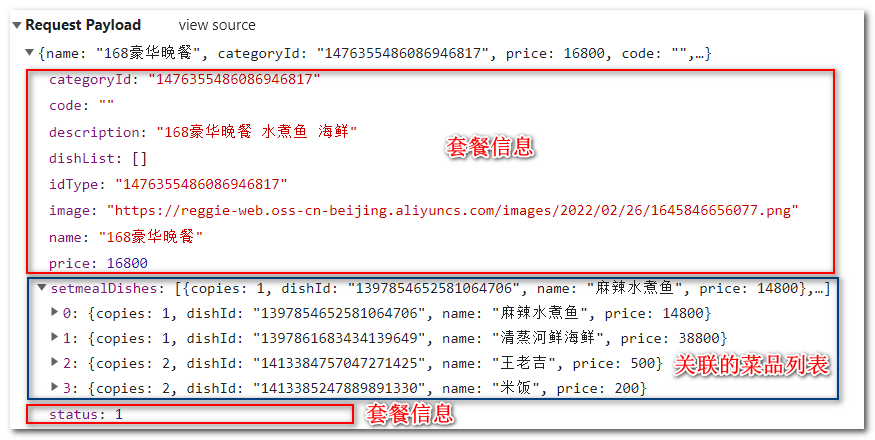 Request Payload view source
{name: "168豪华晚餐", categoryId: "1476355486086946817", price: 16800, code: "",…}
categoryId: "1476355486086946817"
code: ""
description: "168豪华晚餐 水煮鱼 海鲜"
套餐信息
dishList: []
idType: "1476355486086946817"
image: "https://reggie-web.oss-cn-beijing.aliyuncs.com/images/2022/02/26/1645846656077.png"
name: "168豪华晚餐"
price: 16800
setmealDishes: [{copies: 1, dishId: "1397854652581064706", name: "麻辣水煮鱼", price: 14800},…]
0: {copies: 1, dishId: "1397854652581064706", name: "麻辣水煮鱼", price: 14800}
1: {copies: 1, dishId: "1397861683434139649", name: "清蒸河鲜海鲜", price: 38800}
2: {copies: 2, dishId: "1413384757047271425", name: "王老吉", price: 500}
关联的菜品列表
3: {copies: 2, dishId: "1413385247889891330", name: "米饭", price: 200}
status: 1
套餐信息